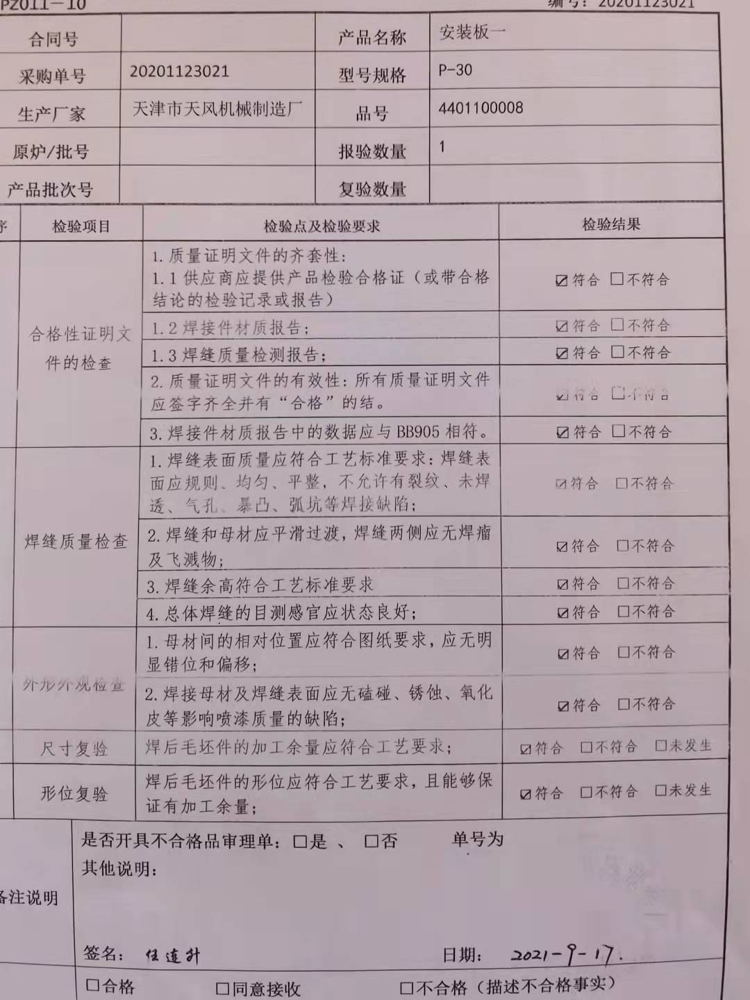 PZ011-10 编号：20201123021
合同号 产品名称 安装板一
采购单号 20201123021 型号规格 P-30
生产厂家 天津市天风机械制造厂 品号 4401100008
原炉/批号 报验数量 1
产品批次号 复验数量
序 检验项目 检验点及检验要求 检验结果
合格性证明文
件的检查
1. 质量证明文件的齐套性：
1.1 供应商应提供产品检验合格证（或带合格
结论的检验记录或报告）
☑符合 □不符合
1.2 焊接件材质报告； ☑符合 □不符合
1.3 焊缝质量检测报告； ☑符合 □不符合
2. 质量证明文件的有效性：所有质量证明文件
应签字齐全并有“合格”的结。
☑符合 □不符合
3. 焊接件材质报告中的数据应与 BB905 相符。 ☑符合 □不符合
焊缝质量检查
1. 焊缝表面质量应符合工艺标准要求：焊缝表
面应规则、均匀、平整，不允许有裂纹、未焊
透、气孔、暴凸、弧坑等焊接缺陷；
☑符合 □不符合
2. 焊缝和母材应平滑过渡，焊缝两侧应无焊瘤
及飞溅物；
☑符合 □不符合
3. 焊缝余高符合工艺标准要求 ☑符合 □不符合
4. 总体焊缝的目测感官应状态良好； ☑符合 □不符合
外形外观检查
1. 母材间的相对位置应符合图纸要求，应无明
显错位和偏移；
☑符合 □不符合
2. 焊接母材及焊缝表面应无磕碰、锈蚀、氧化
皮等影响喷漆质量的缺陷；
☑符合 □不符合
尺寸复验 焊后毛坯件的加工余量应符合工艺要求； ☑符合 □不符合 □未发生
形位复验
焊后毛坯件的形位应符合工艺要求，且能够保
证有加工余量；
☑符合 □不符合 □未发生
备注说明
是否开具不合格品审理单：□是 、 □否 单号为
其他说明：
签名： 任连升 日期： 2021-9-17.
□合格 □同意接收 □不合格（描述不合格事实）